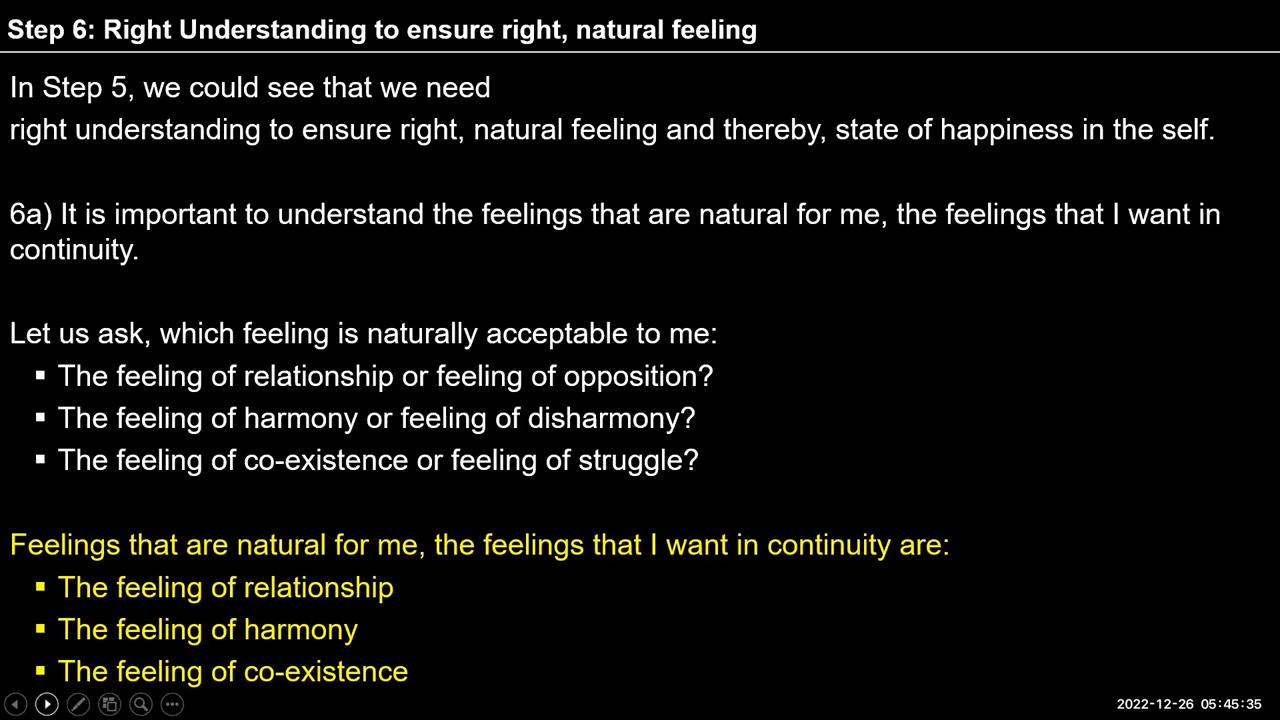 Step 6: Right Understanding to ensure right, natural feeling
In Step 5, we could see that we need
right understanding to ensure right, natural feeling and thereby, state of happiness in the self.
6a) It is important to understand the feelings that are natural for me, the feelings that I want in
continuity.
Let us ask, which feeling is naturally acceptable to me:
▪ The feeling of relationship or feeling of opposition?
▪ The feeling of harmony or feeling of disharmony?
▪ The feeling of co-existence or feeling of struggle?
Feelings that are natural for me, the feelings that I want in continuity are:
▪ The feeling of relationship
▪ The feeling of harmony
▪ The feeling of co-existence
2022-12-26 05:45:35